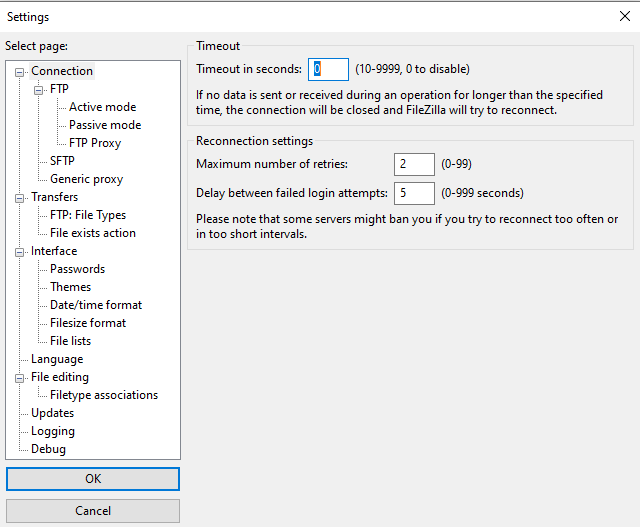 Settings
Select page:
Connection
FTP
Active mode
Passive mode
FTP Proxy
SFTP
Generic proxy
Transfers
FTP: File Types
File exists action
Interface
Passwords
Themes
Date/time format
Filesize format
File lists
Language
File editing
Filetype associations
Updates
Logging
Debug
OK
Cancel
Timeout
Timeout in seconds: 0 (10-9999, 0 to disable)
If no data is sent or received during an operation for longer than the specified
time, the connection will be closed and FileZilla will try to reconnect.
Reconnection settings
Maximum number of retries: 2 (0-99)
Delay between failed login attempts: 5 (0-999 seconds)
Please note that some servers might ban you if you try to reconnect too often or
in too short intervals.